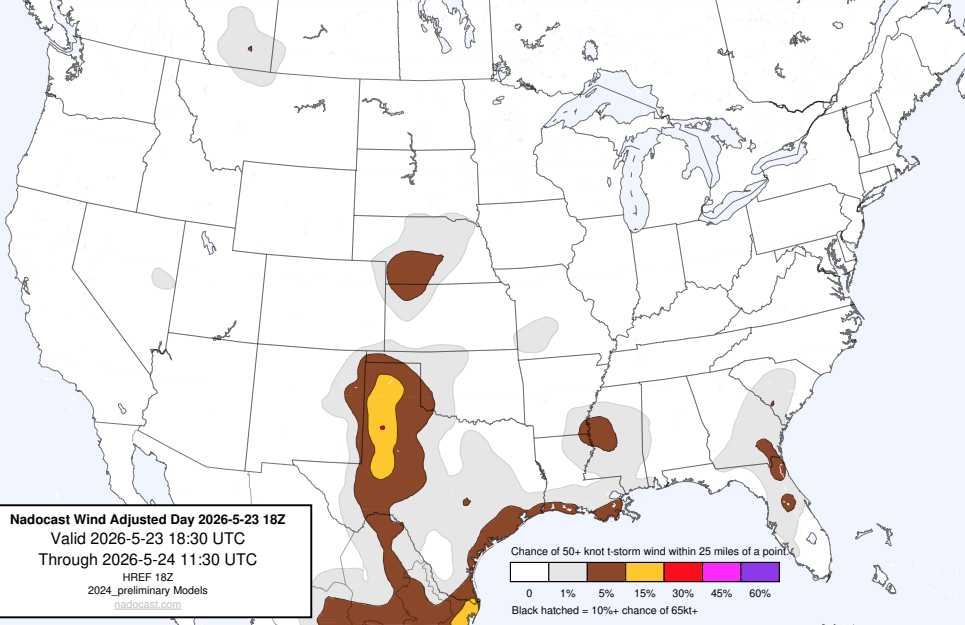 Nadocast Wind Adjusted Day 2026-5-23 18Z
Valid 2026-5-23 18:30 UTC
Through 2026-5-24 11:30 UTC
HREF 18Z
2024_preliminary Models
nadocast.com
Chance of 50+ knot t-storm wind within 25 miles of a point.
0 1% 5% 15% 30% 45% 60%
Black hatched = 10%+ chance of 65kt+